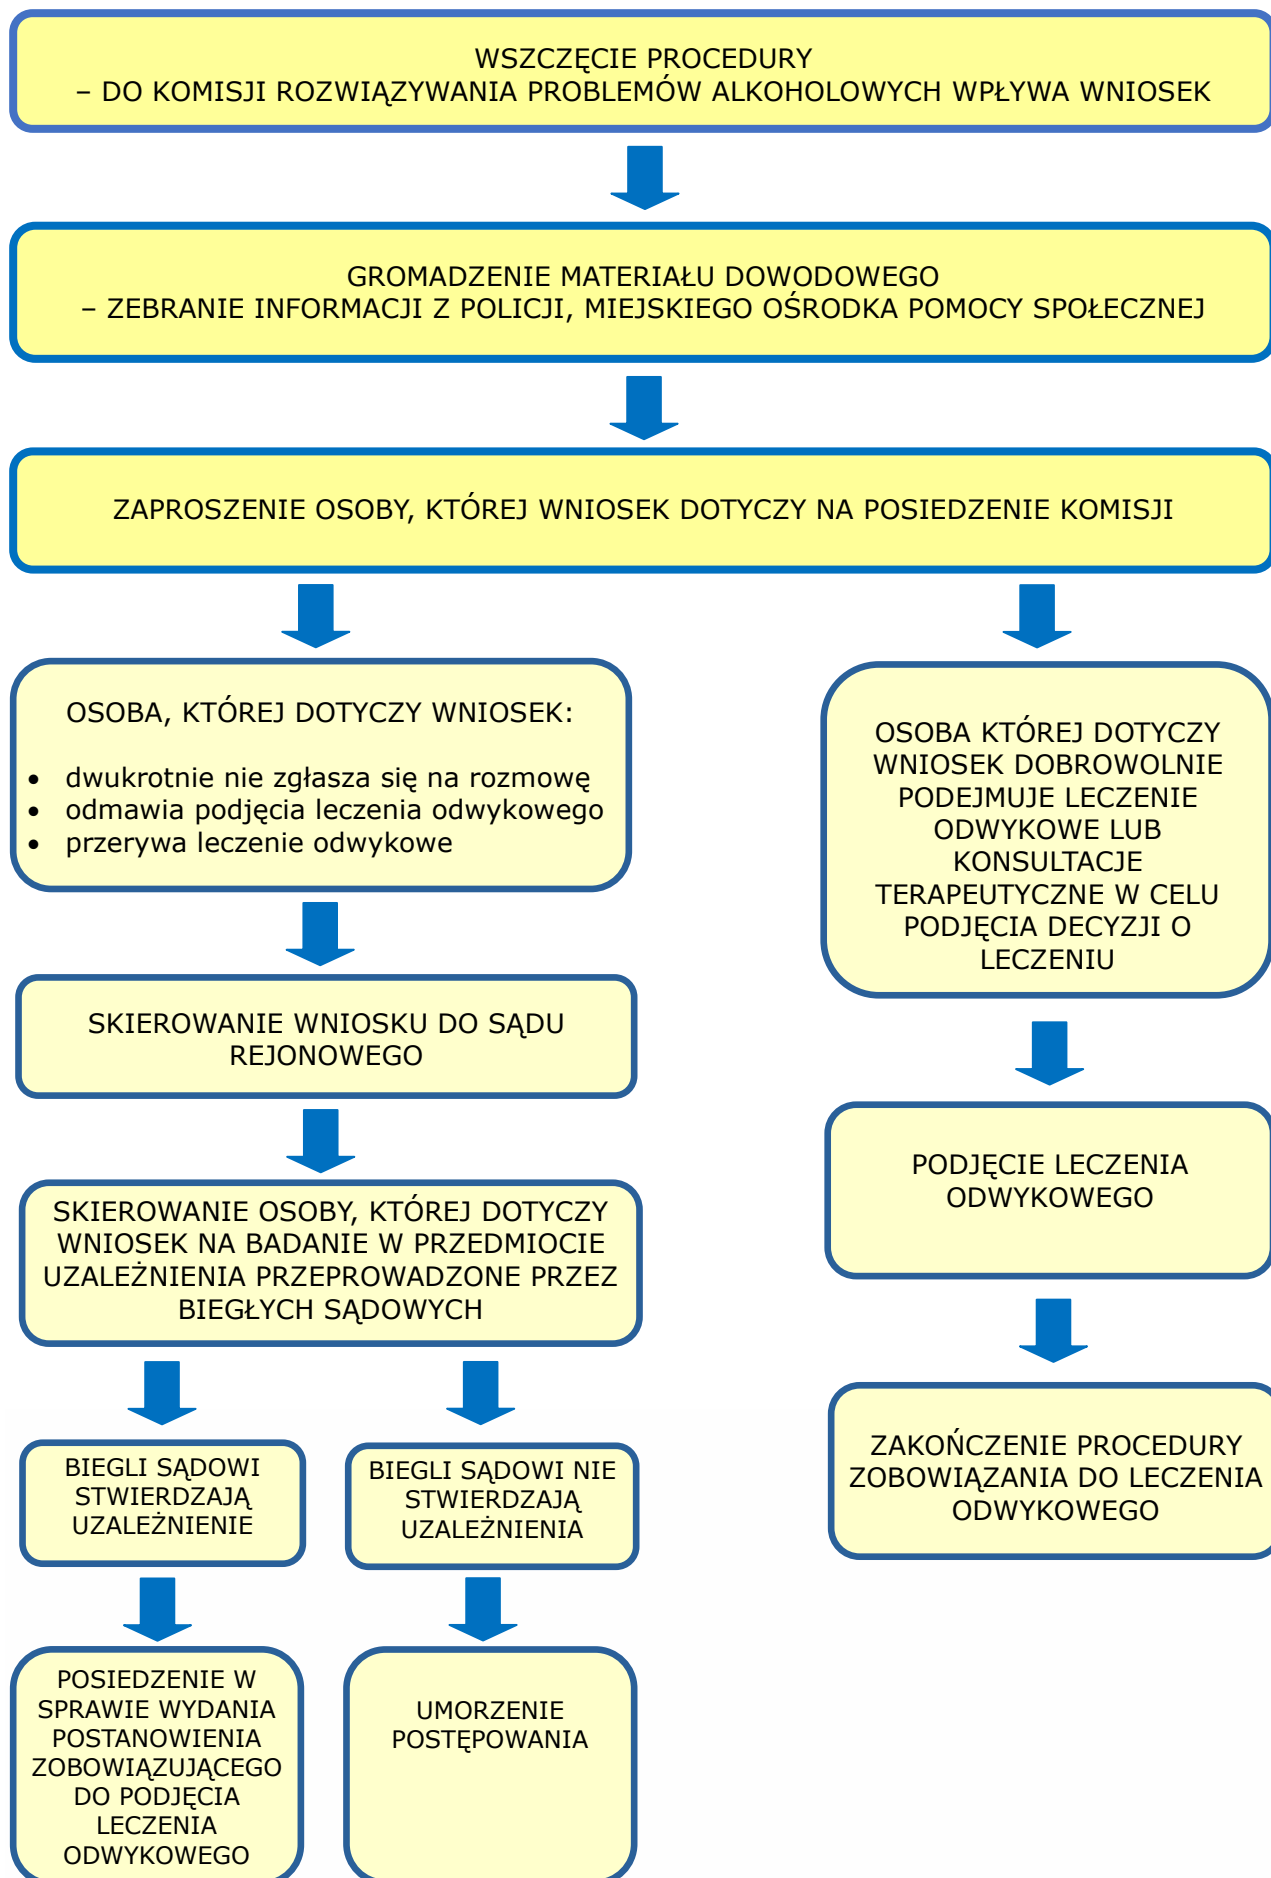 WSZCZĘCIE PROCEDURY
– DO KOMISJI ROZWIĄZYWANIA PROBLEMÓW ALKOHOLOWYCH WPŁYWA WNIOSEK
GROMADZENIE MATERIAŁU DOWODOWEGO
– ZEBRANIE INFORMACJI Z POLICJI, MIEJSKIEGO OŚRODKA POMOCY SPOŁECZNEJ
ZAPROSZENIE OSOBY, KTÓREJ WNIOSEK DOTYCZY NA POSIEDZENIE KOMISJI
OSOBA, KTÓREJ DOTYCZY WNIOSEK:
• dwukrotnie nie zgłasza się na rozmowę
• odmawia podjęcia leczenia odwykowego
• przerywa leczenie odwykowe
SKIEROWANIE WNIOSKU DO SĄDU
REJONOWEGO
SKIEROWANIE OSOBY, KTÓREJ DOTYCZY
WNIOSEK NA BADANIE W PRZEDMIOCIE
UZALEŻNIENIA PRZEPROWADZONE PRZEZ
BIEGŁYCH SĄDOWYCH
BIEGLI SĄDOWI
STWIERDZAJĄ
UZALEŻNIENIE
POSIEDZENIE W
SPRAWIE WYDANIA
POSTANOWIENIA
ZOBOWIĄZUJĄCEGO
DO PODJĘCIA
LECZENIA
ODWYKOWEGO
BIEGLI SĄDOWI NIE
STWIERDZAJĄ
UZALEŻNIENIA
UMORZENIE
POSTĘPOWANIA
OSOBA KTÓREJ DOTYCZY
WNIOSEK DOBROWOLNIE
PODEJMUJE LECZENIE
ODWYKOWE LUB
KONSULTACJE
TERAPEUTYCZNE W CELU
PODJĘCIA DECYZJI O
LECZENIU
PODJĘCIE LECZENIA
ODWYKOWEGO
ZAKOŃCZENIE PROCEDURY
ZOBOWIĄZANIA DO LECZENIA
ODWYKOWEGO